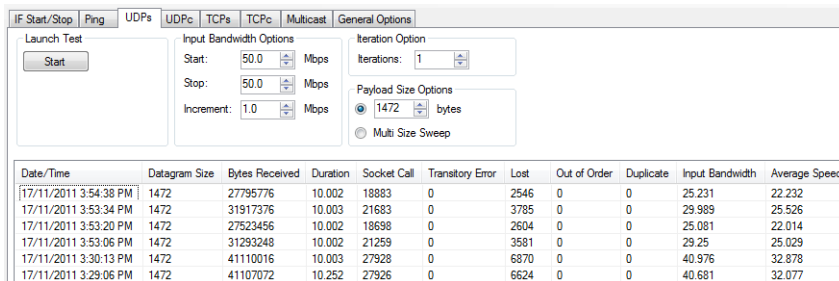 IF Start/Stop Ping UDPs UDPc TCPs TCPc Multicast General Options
Launch Test Input Bandwidth Options Iteration Option
Start Start: 50.0 Mbps Iterations: 1
Stop: 50.0 Mbps
Payload Size Options
Increment: 1.0 Mbps 1472 bytes
Multi Size Sweep
Date/Time Datagram Size Bytes Received Duration Socket Call Transitory Error Lost Out of Order Duplicate Input Bandwidth Average Speed
17/11/2011 3:54:38 PM 1472 27795776 10.002 18883 0 2546 0 0 25.231 22.232
17/11/2011 3:53:34 PM 1472 31917376 10.003 21683 0 3785 0 0 29.989 25.526
17/11/2011 3:53:20 PM 1472 27523456 10.002 18698 0 2604 0 0 25.081 22.014
17/11/2011 3:53:06 PM 1472 31293248 10.002 21259 0 3581 0 0 29.25 25.029
17/11/2011 3:30:13 PM 1472 41110016 10.003 27928 0 6870 0 0 40.976 32.878
17/11/2011 3:29:06 PM 1472 41107072 10.252 27926 0 6624 0 0 40.681 32.077